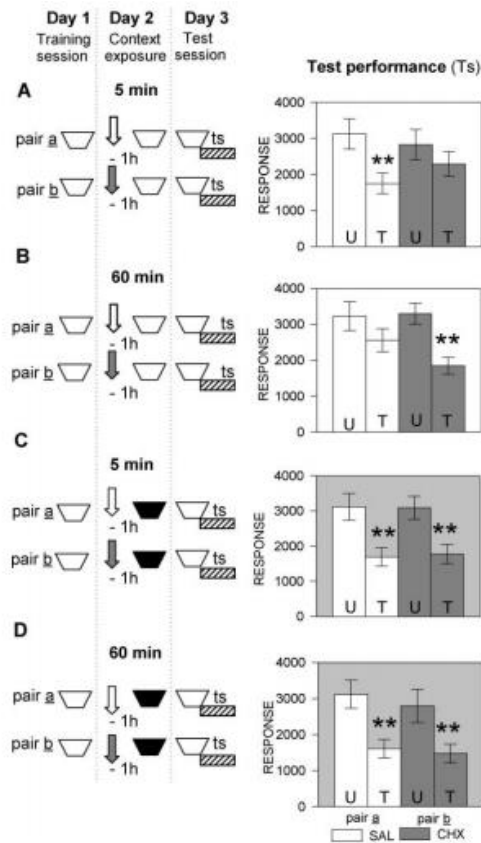 Day 1 Day 2 Day 3
Training session Context exposure Test session
Test performance (Ts)
A
5 min
pair a
ts
- 1h
pair b
ts
- 1h
RESPONSE
4000
3000
2000
1000
0
**
U T U T
B
60 min
pair a
ts
- 1h
pair b
ts
- 1h
RESPONSE
4000
3000
2000
1000
0
**
U T U T
C
5 min
pair a
ts
- 1h
pair b
ts
- 1h
RESPONSE
4000
3000
2000
1000
0
** **
U T U T
D
60 min
pair a
ts
- 1h
pair b
ts
- 1h
RESPONSE
4000
3000
2000
1000
0
** **
U T U T
pair a pair b
SAL CHX